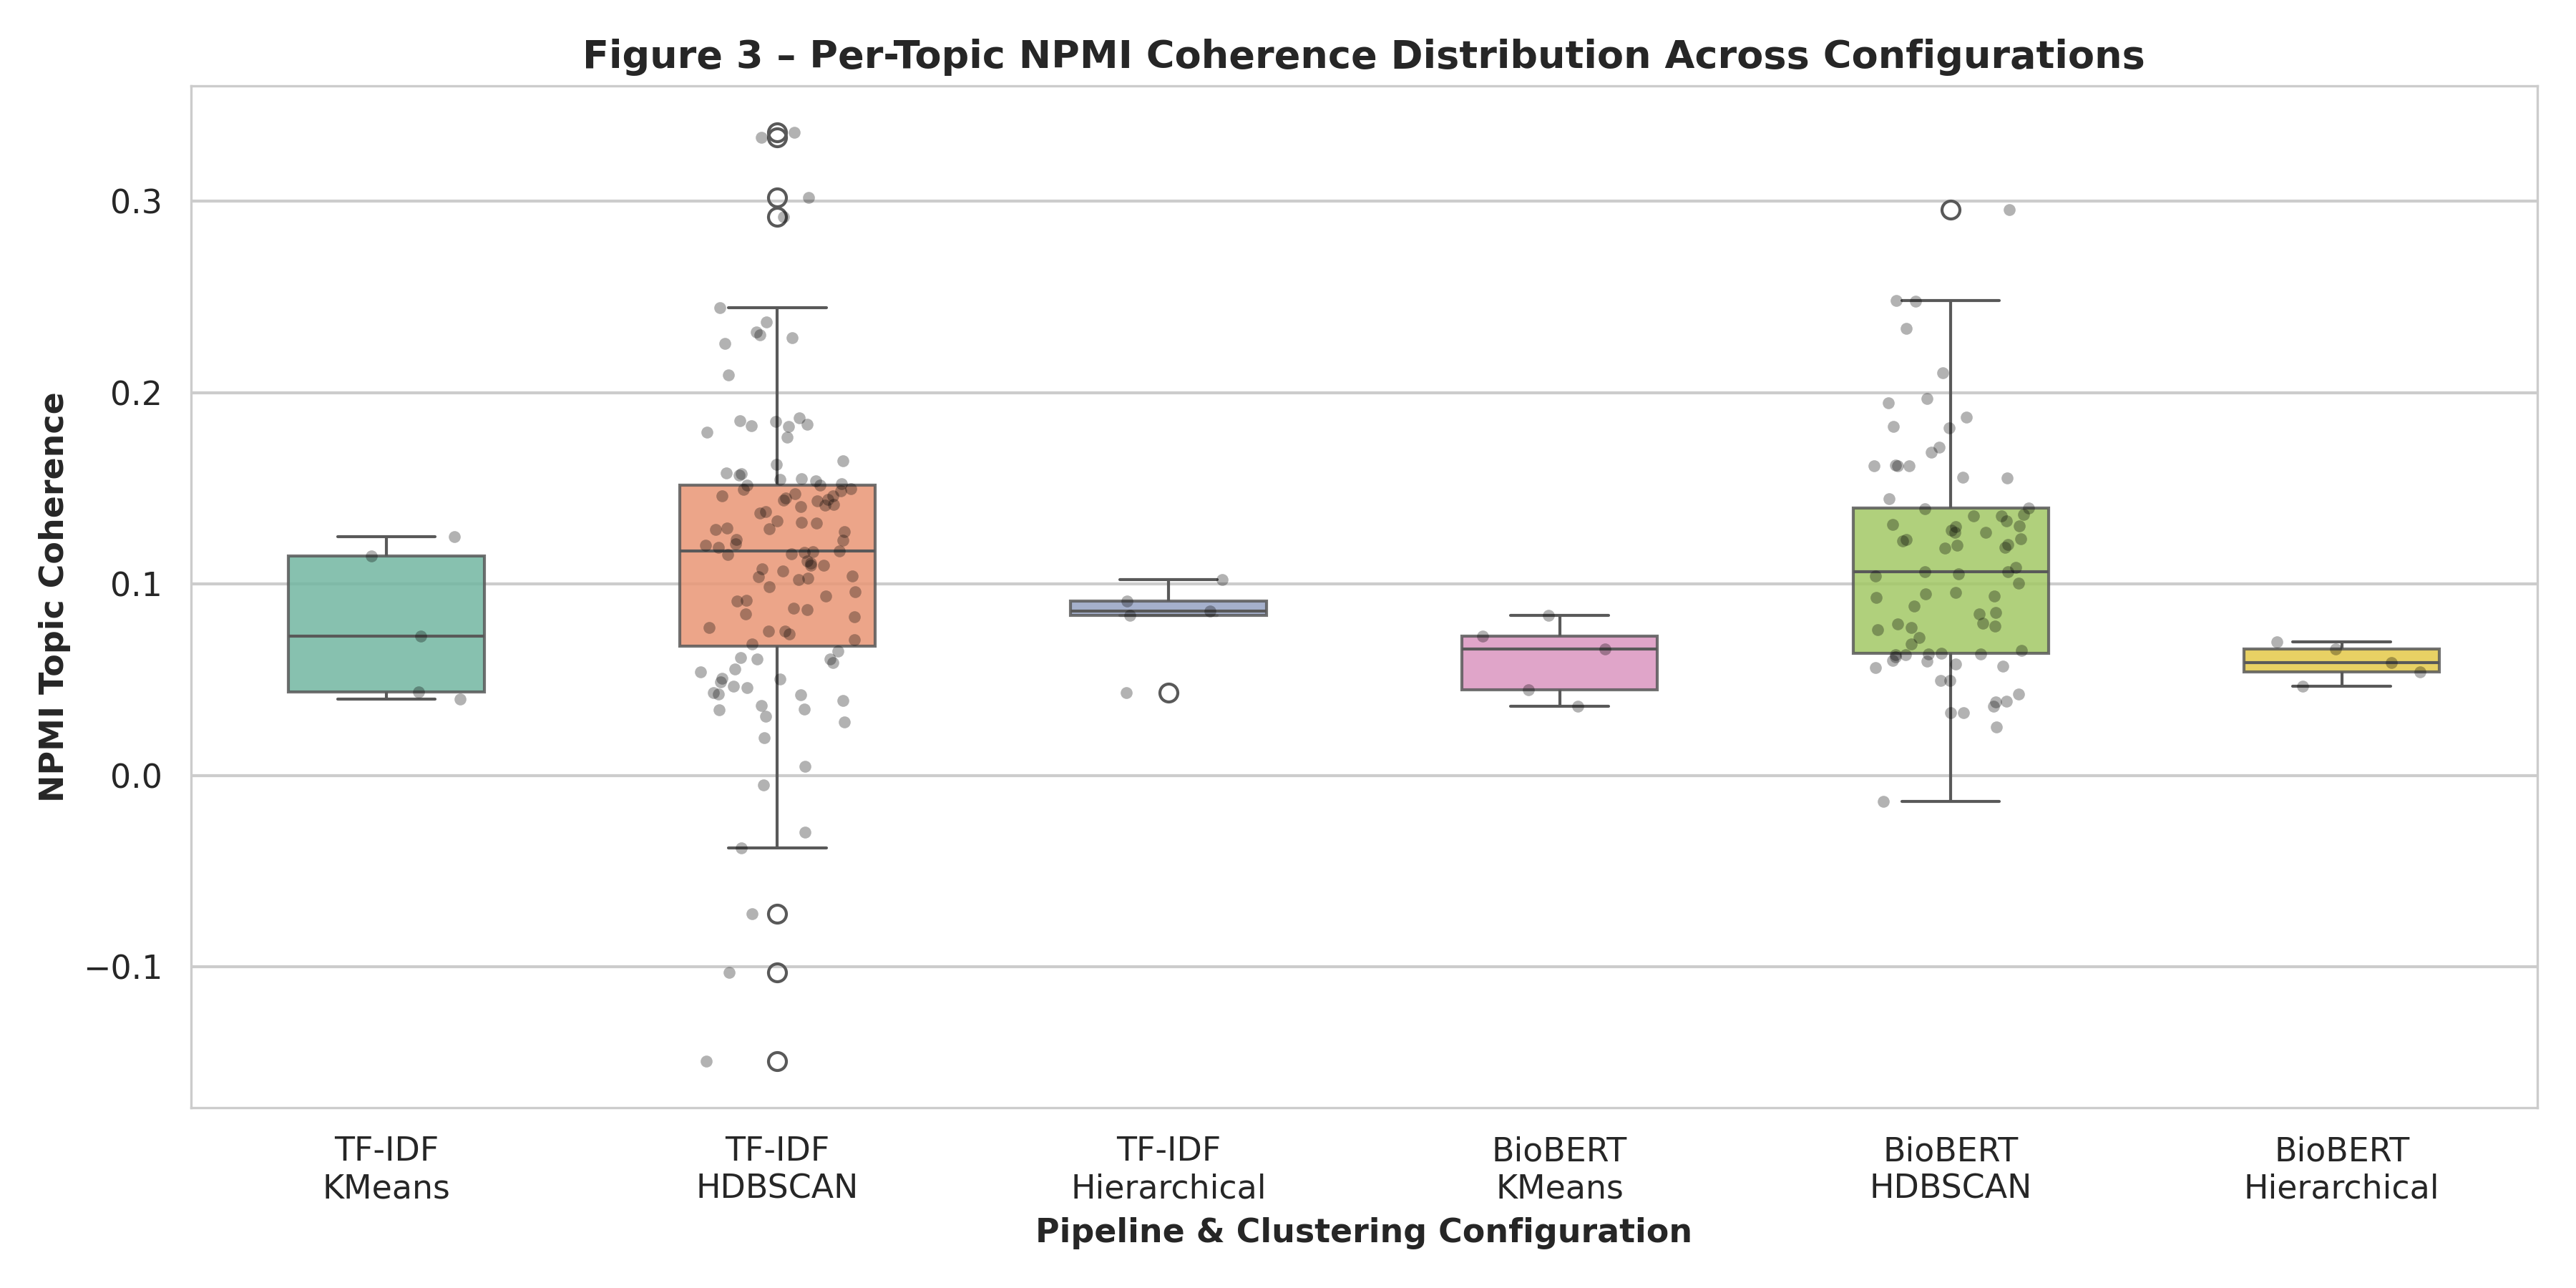 Figure 3 – Per-Topic NPMI Coherence Distribution Across Configurations
NPMI Topic Coherence
0.3
0.2
0.1
0.0
−0.1
TF-IDF
KMeans
TF-IDF
HDBSCAN
TF-IDF
Hierarchical
BioBERT
KMeans
BioBERT
HDBSCAN
BioBERT
Hierarchical
Pipeline & Clustering Configuration